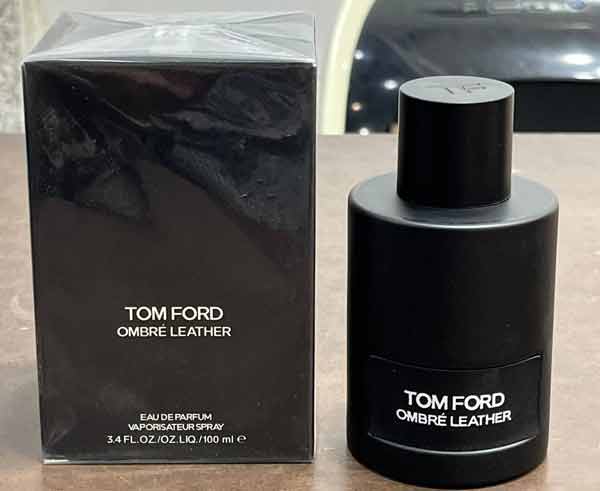 TOM FORD
OMBRÉ LEATHER
EAU DE PARFUM
VAPORISATEUR SPRAY
3.4 FL.OZ./OZ.LIQ./100 ml ℮
TF
TOM FORD
OMBRÉ LEATHER